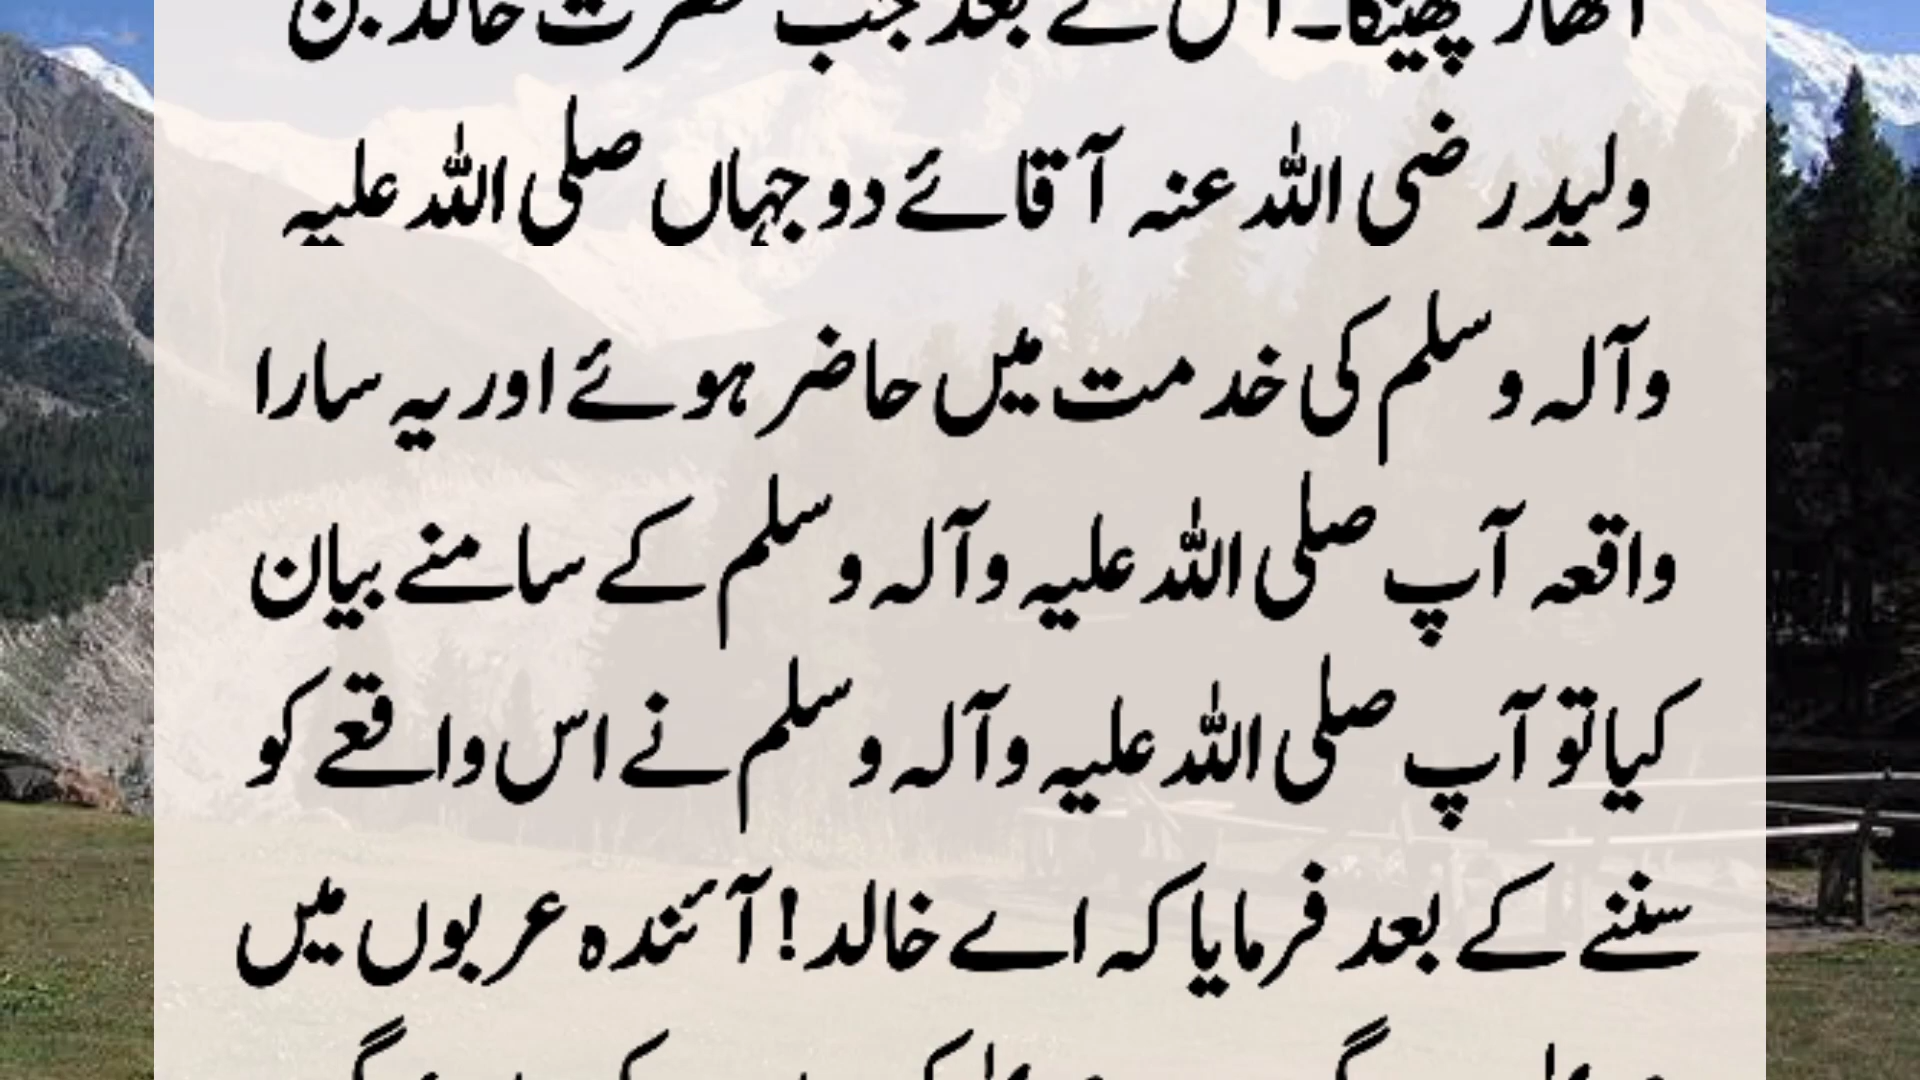 اکھاڑ پھینکا۔ اس کے بعد جب حضرت خالد بن
ولید رضی اللہ عنہ آقائے دو جہاں صلی اللہ علیہ
وآلہ وسلم کی خدمت میں حاضر ہوئے اور یہ سارا
واقعہ آپ صلی اللہ علیہ وآلہ وسلم کے سامنے بیان
کیا تو آپ صلی اللہ علیہ وآلہ وسلم نے اس واقعے کو
سننے کے بعد فرمایا کہ اے خالد! آئندہ عربوں میں